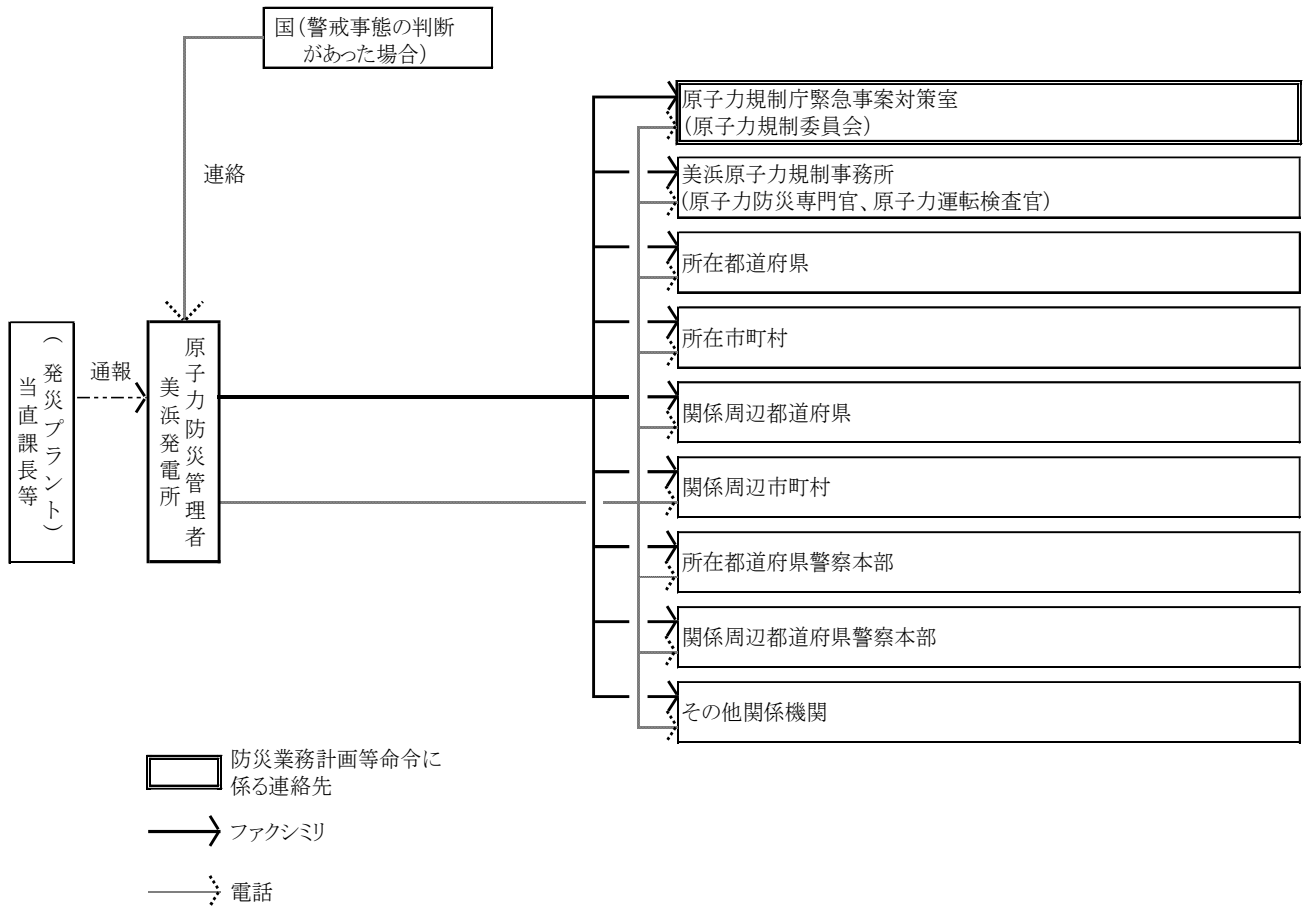 国（警戒事態の判断
があった場合）
連絡
原子力規制庁緊急事案対策室
（原子力規制委員会）
美浜原子力規制事務所
（原子力防災専門官、原子力運転検査官）
所在都道府県
所在市町村
関係周辺都道府県
関係周辺市町村
所在都道府県警察本部
関係周辺都道府県警察本部
その他関係機関
（発災プラント）
当直課長等
通報
原子力防災管理者
美浜発電所
防災業務計画等命令に
係る連絡先
ファクシミリ
電話